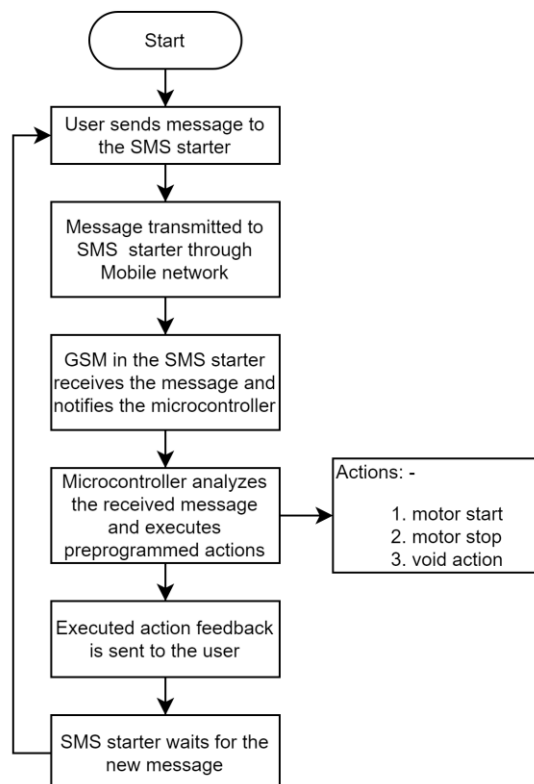 Start
User sends message to
the SMS starter
Message transmitted to
SMS starter through
Mobile network
GSM in the SMS starter
receives the message and
notifies the microcontroller
Microcontroller analyzes
the received message
and executes
preprogrammed actions
Actions: -
1. motor start
2. motor stop
3. void action
Executed action feedback
is sent to the user
SMS starter waits for the
new message